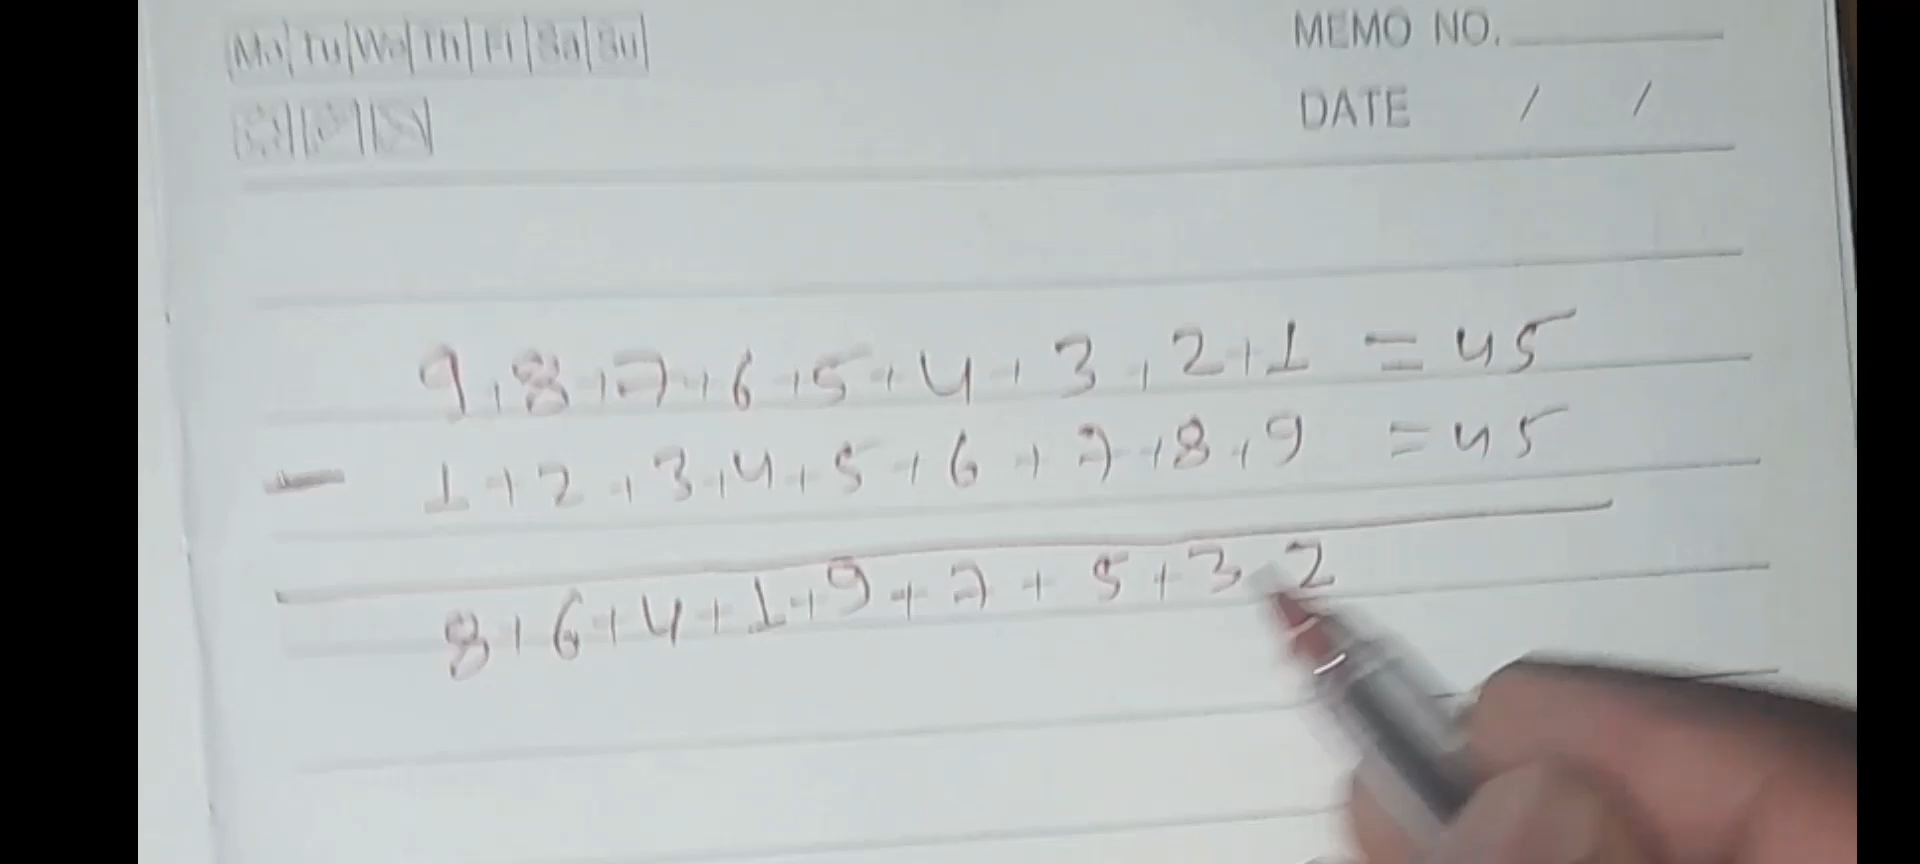 Mo Tu We Th Fr Sa Su
MEMO NO.
DATE / /
9+8+7+6+5+4+3+2+1 = 45
- 1+2+3+4+5+6+7+8+9 = 45
8+6+4+1+9+7+5+3 2